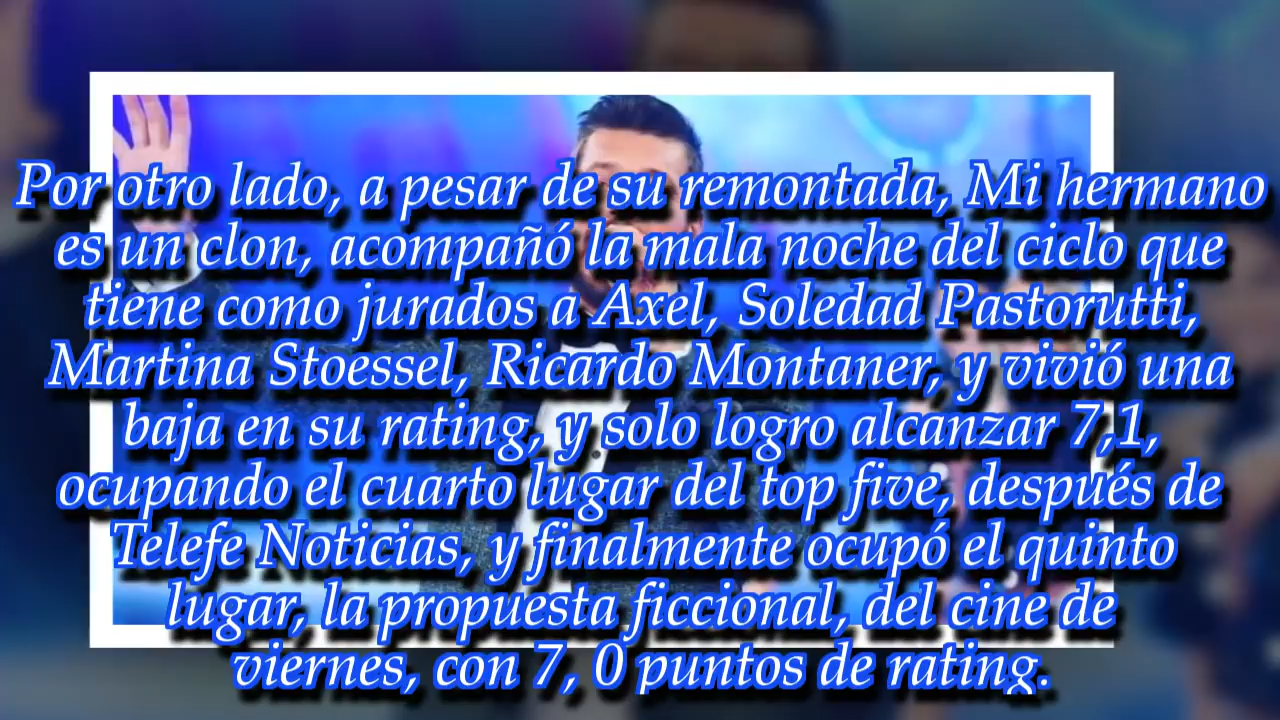 Por otro lado, a pesar de su remontada, Mi hermano
es un clon, acompañó la mala noche del ciclo que
tiene como jurados a Axel, Soledad Pastorutti,
Martina Stoessel, Ricardo Montaner, y vivió una
baja en su rating, y solo logro alcanzar 7,1,
ocupando el cuarto lugar del top five, después de
Telefe Noticias, y finalmente ocupó el quinto
lugar, la propuesta ficcional, del cine de
viernes, con 7, 0 puntos de rating.